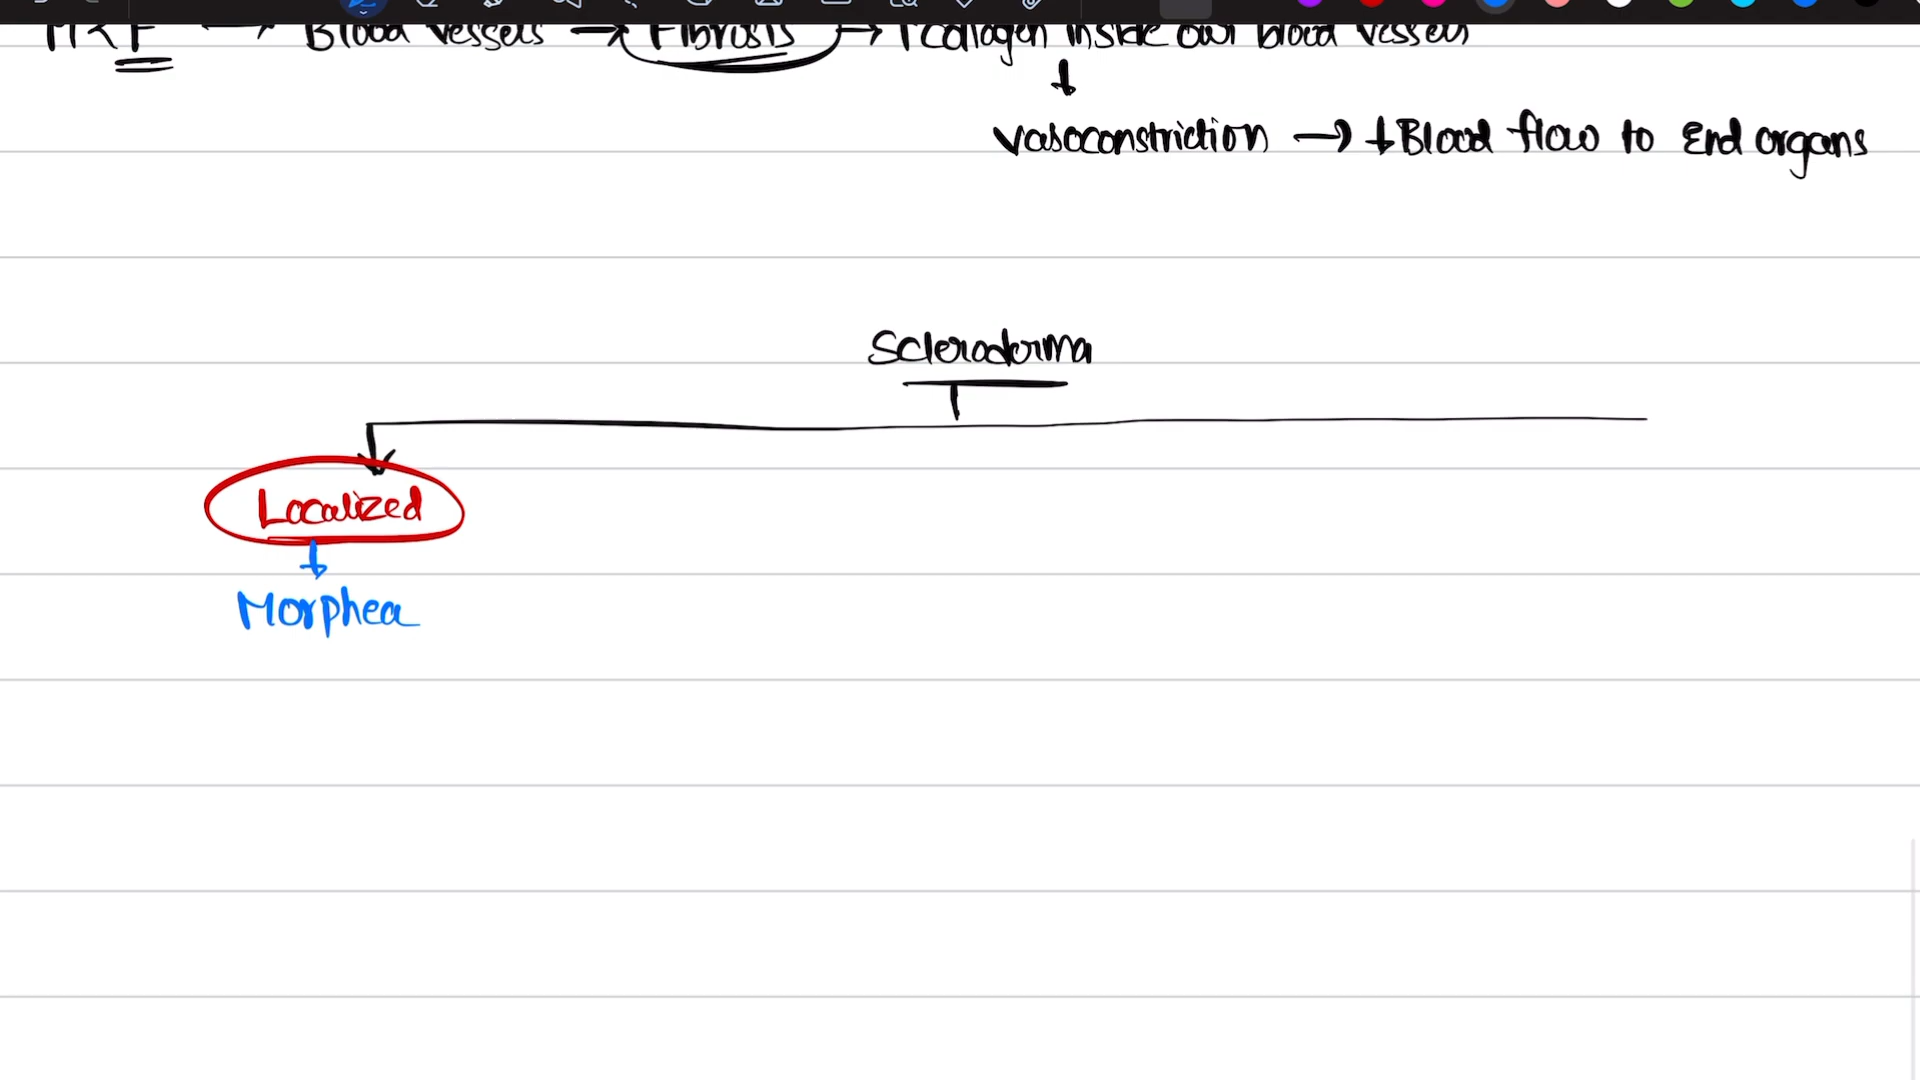 Blood vessels → Fibrosis → ↑ collagen inside our blood vessels
↓
Vasoconstriction → ↓ Blood flow to End organs
Scleroderma
Localized
↓
Morphea